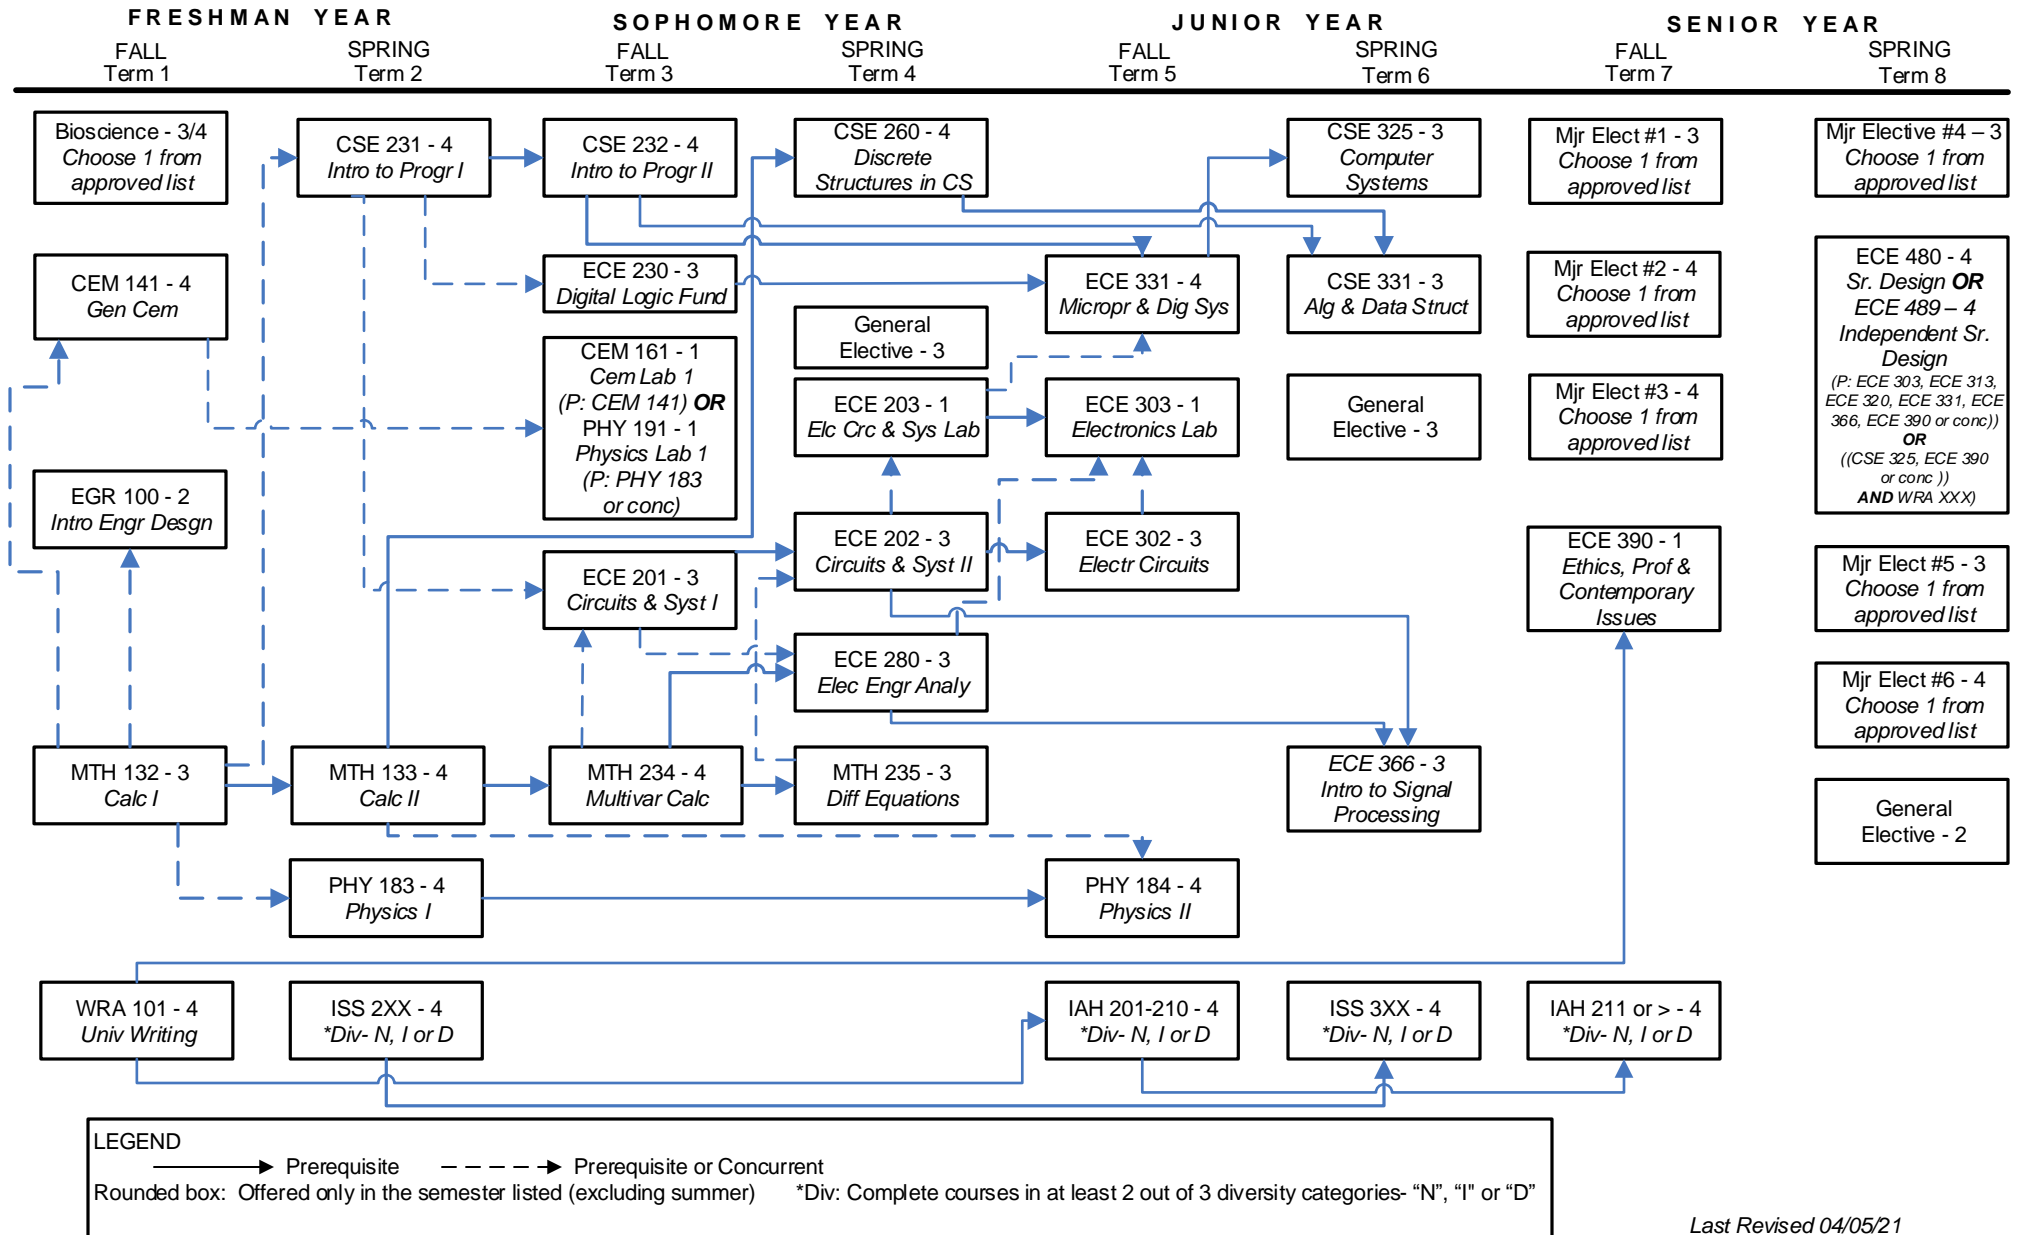 FRESHMAN YEAR
SOPHOMORE YEAR
JUNIOR YEAR
SENIOR YEAR
FALL
Term 1
SPRING
Term 2
FALL
Term 3
SPRING
Term 4
FALL
Term 5
SPRING
Term 6
FALL
Term 7
SPRING
Term 8
Bioscience - 3/4
Choose 1 from
approved list
CEM 141 - 4
Gen Cem
EGR 100 - 2
Intro Engr Desgn
MTH 132 - 3
Calc I
WRA 101 - 4
Univ Writing
CSE 231 - 4
Intro to Progr I
MTH 133 - 4
Calc II
PHY 183 - 4
Physics I
ISS 2XX - 4
*Div- N, I or D
CSE 232 - 4
Intro to Progr II
ECE 230 - 3
Digital Logic Fund
CEM 161 - 1
Cem Lab 1
(P: CEM 141) OR
PHY 191 - 1
Physics Lab 1
(P: PHY 183
or conc)
ECE 201 - 3
Circuits & Syst I
MTH 234 - 4
Multivar Calc
CSE 260 - 4
Discrete
Structures in CS
General
Elective - 3
ECE 203 - 1
Elc Crc & Sys Lab
ECE 202 - 3
Circuits & Syst II
ECE 280 - 3
Elec Engr Analy
MTH 235 - 3
Diff Equations
ECE 331 - 4
Micropr & Dig Sys
ECE 303 - 1
Electronics Lab
ECE 302 - 3
Electr Circuits
PHY 184 - 4
Physics II
IAH 201-210 - 4
*Div- N, I or D
CSE 325 - 3
Computer
Systems
CSE 331 - 3
Alg & Data Struct
General
Elective - 3
ECE 366 - 3
Intro to Signal
Processing
ISS 3XX - 4
*Div- N, I or D
Mjr Elect #1 - 3
Choose 1 from
approved list
Mjr Elect #2 - 4
Choose 1 from
approved list
Mjr Elect #3 - 4
Choose 1 from
approved list
ECE 390 - 1
Ethics, Prof &
Contemporary
Issues
IAH 211 or > - 4
*Div- N, I or D
Mjr Elective #4 – 3
Choose 1 from
approved list
ECE 480 - 4
Sr. Design OR
ECE 489 – 4
Independent Sr.
Design
(P: ECE 303, ECE 313,
ECE 320, ECE 331, ECE
366, ECE 390 or conc))
OR
((CSE 325, ECE 390
or conc ))
AND WRA XXX)
Mjr Elect #5 - 3
Choose 1 from
approved list
Mjr Elect #6 - 4
Choose 1 from
approved list
General
Elective - 2
LEGEND
Prerequisite
Prerequisite or Concurrent
Rounded box: Offered only in the semester listed (excluding summer) *Div: Complete courses in at least 2 out of 3 diversity categories- “N”, “I" or “D”
Last Revised 04/05/21